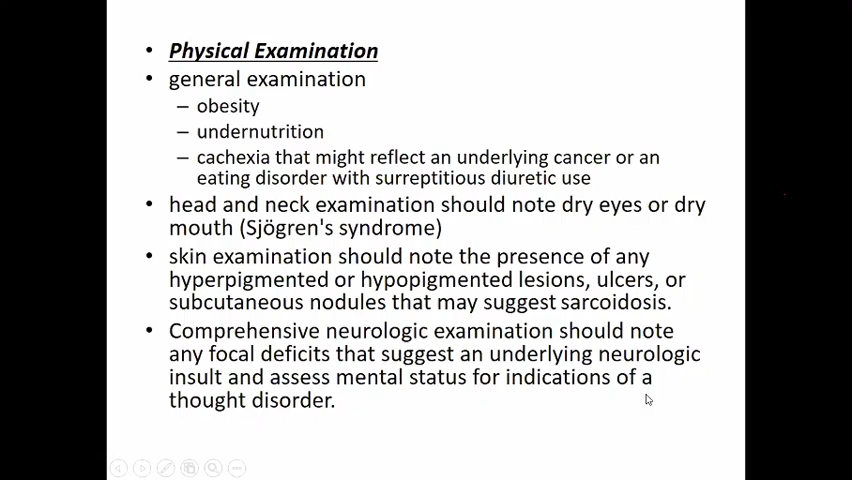 • Physical Examination
• general examination
– obesity
– undernutrition
– cachexia that might reflect an underlying cancer or an
eating disorder with surreptitious diuretic use
• head and neck examination should note dry eyes or dry
mouth (Sjögren's syndrome)
• skin examination should note the presence of any
hyperpigmented or hypopigmented lesions, ulcers, or
subcutaneous nodules that may suggest sarcoidosis.
• Comprehensive neurologic examination should note
any focal deficits that suggest an underlying neurologic
insult and assess mental status for indications of a
thought disorder.